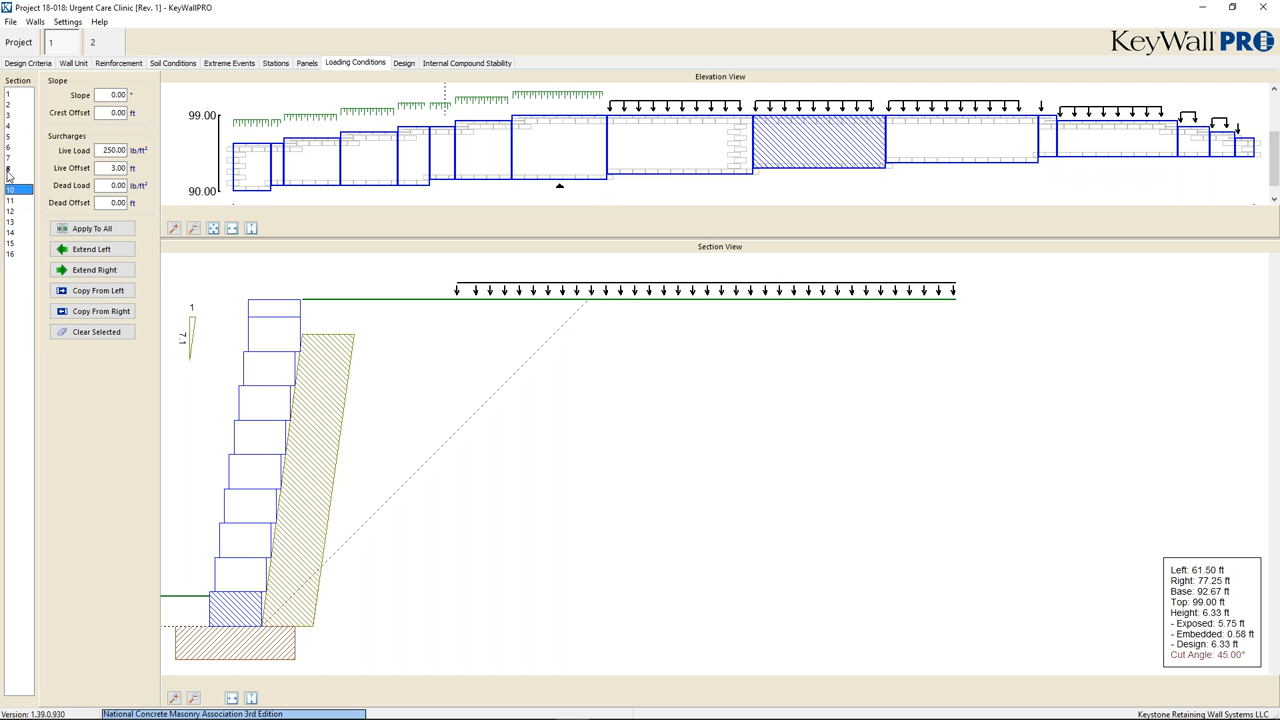 Project 18-018: Urgent Care Clinic [Rev. 1] - KeyWallPRO
File Walls Settings Help
Project 1 2
KeyWall PRO
Design Criteria Wall Unit Reinforcement Soil Conditions Extreme Events Stations Panels Loading Conditions Design Internal Compound Stability
Section
1
2
3
4
5
6
7
8
10
11
12
13
14
15
16
Slope
Slope 0.00 °
Crest Offset 0.00 ft
Surcharges
Live Load 250.00 lb/ft²
Live Offset 3.00 ft
Dead Load 0.00 lb/ft²
Dead Offset 0.00 ft
Apply To All
Extend Left
Extend Right
Copy From Left
Copy From Right
Clear Selected
Elevation View
99.00
90.00
Section View
1
7.1
Left: 61.50 ft
Right: 77.25 ft
Base: 92.67 ft
Top: 99.00 ft
Height: 6.33 ft
- Exposed: 5.75 ft
- Embedded: 0.58 ft
- Design: 6.33 ft
Cut Angle: 45.00°
Version: 1.39.0.930
National Concrete Masonry Association 3rd Edition
Keystone Retaining Wall Systems LLC